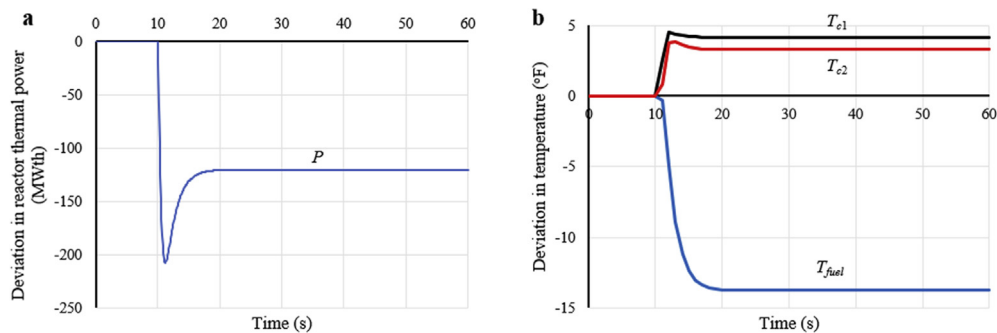 a
0 10 20 30 40 50 60
0
-50
-100
-150
-200
-250
P
Deviation in reactor thermal power
(MWth)
Time (s)
b
5
0
-5
-10
-15
0 10 20 30 40 50 60
Tc1
Tc2
Tfuel
Deviation in temperature (°F)
Time (s)